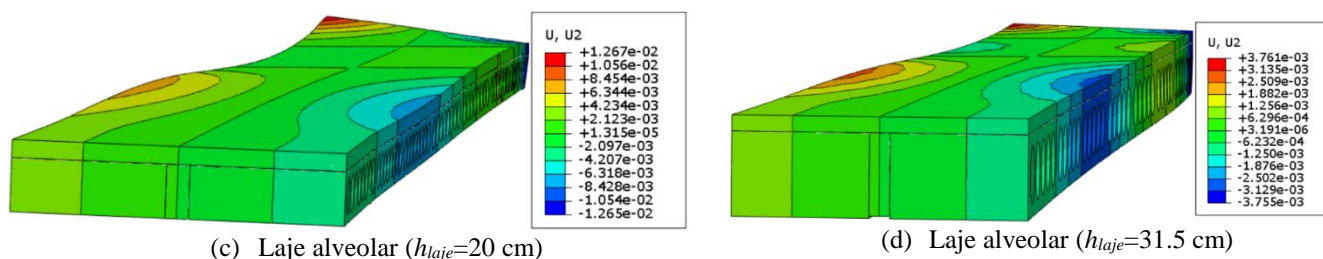 U, U2
+1.267e-02
+1.056e-02
+8.454e-03
+6.344e-03
+4.234e-03
+2.123e-03
+1.315e-05
-2.097e-03
-4.207e-03
-6.318e-03
-8.428e-03
-1.054e-02
-1.265e-02
(c) Laje alveolar (hlaje=20 cm)
U, U2
+3.761e-03
+3.135e-03
+2.509e-03
+1.882e-03
+1.256e-03
+6.296e-04
+3.191e-06
-6.232e-04
-1.250e-03
-1.876e-03
-2.502e-03
-3.129e-03
-3.755e-03
(d) Laje alveolar (hlaje=31.5 cm)